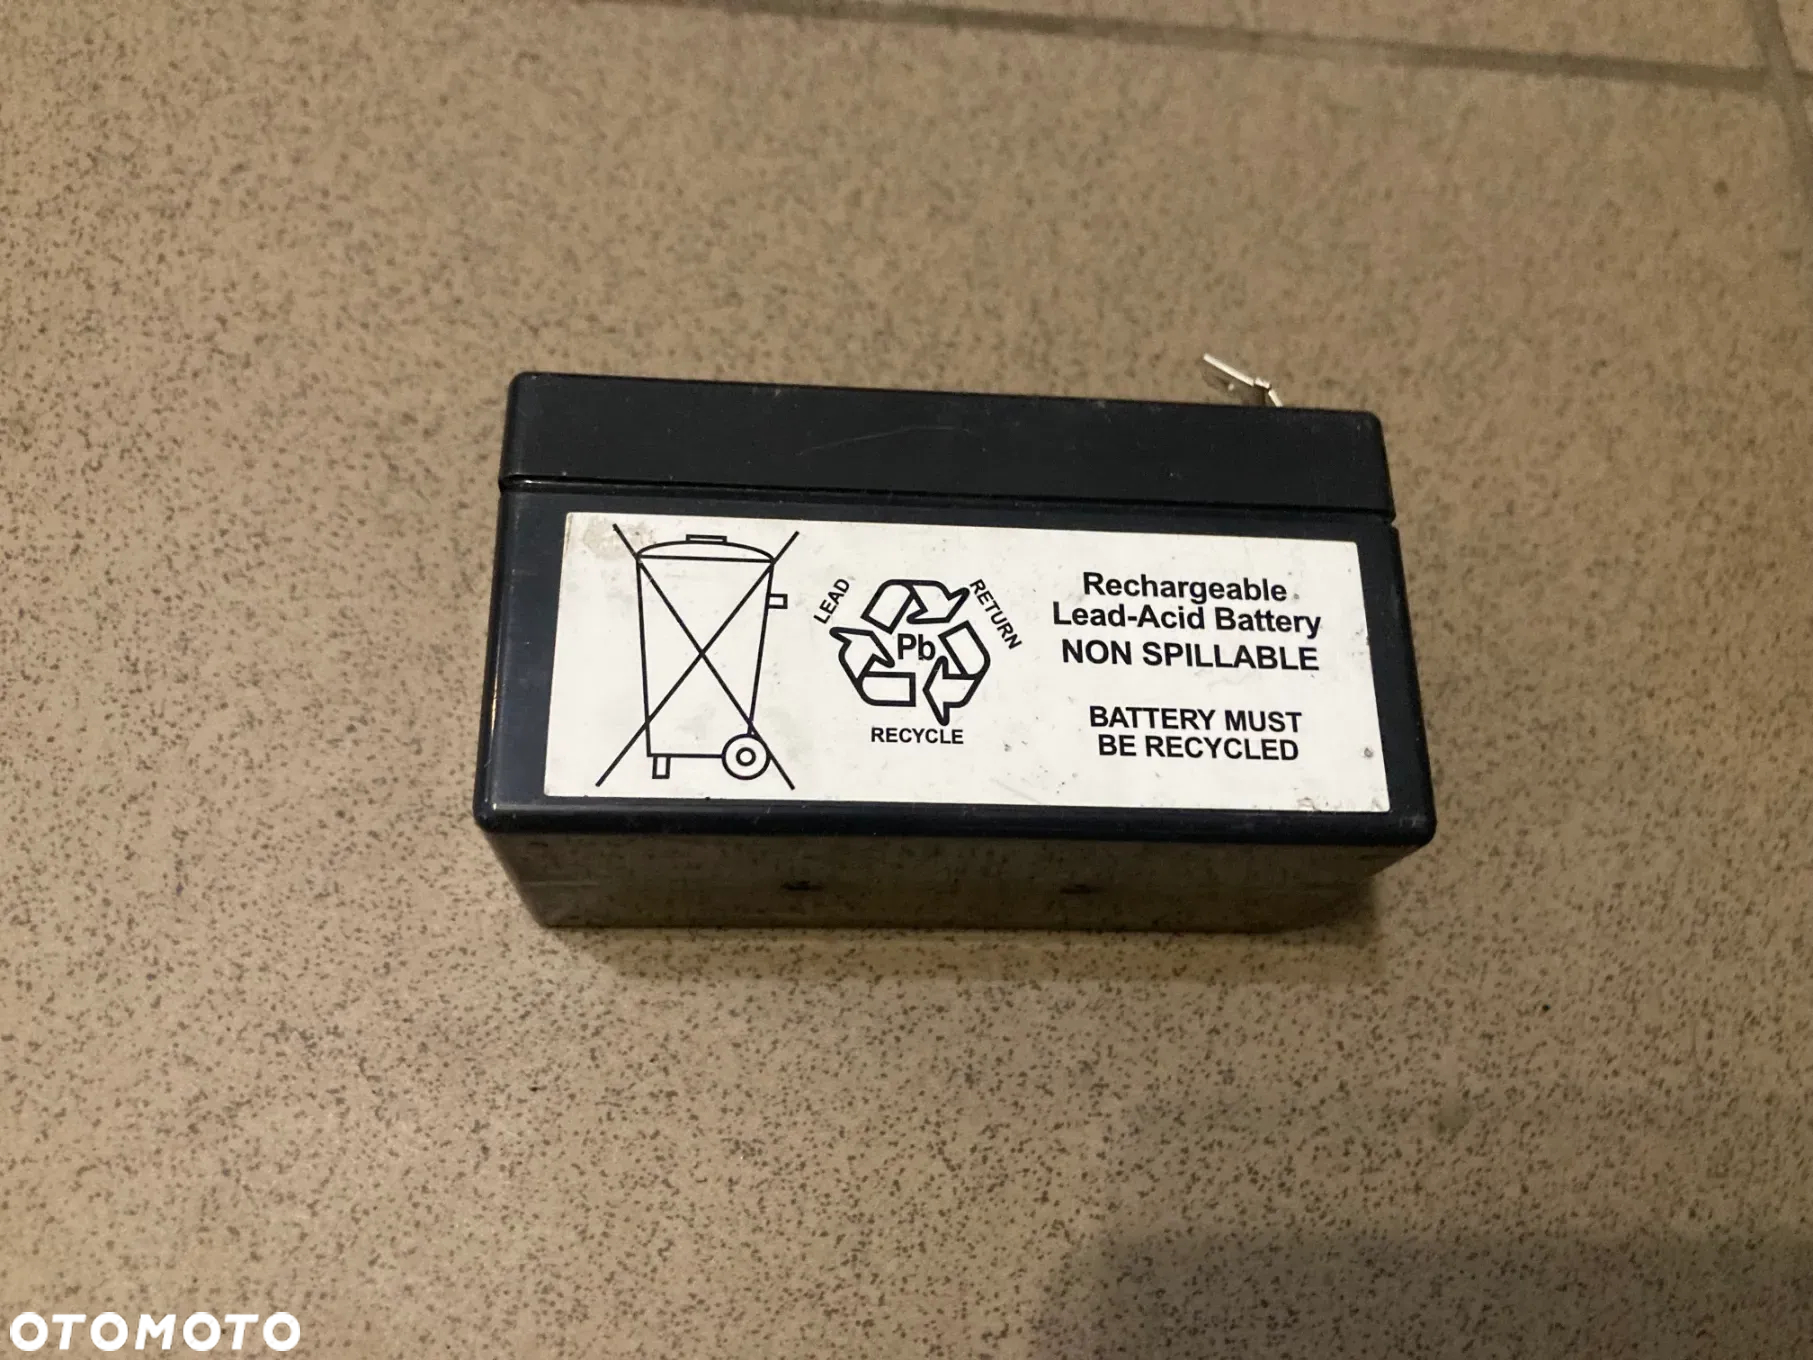 LEAD
RETURN
Pb
RECYCLE
Rechargeable
Lead-Acid Battery
NON SPILLABLE
BATTERY MUST
BE RECYCLED
OTOMOTO